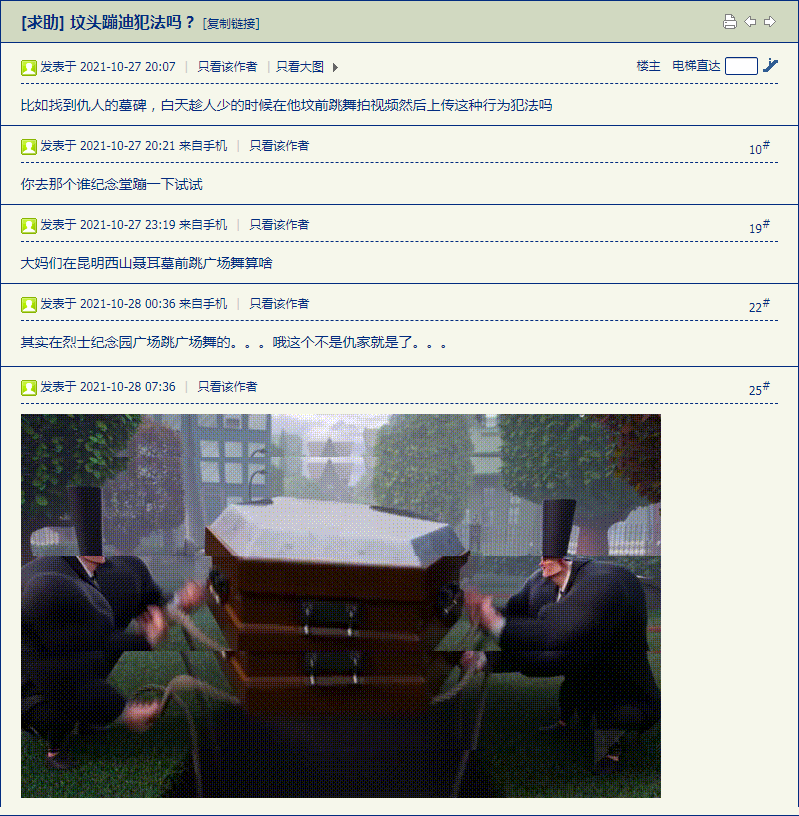 [求助] 坟头蹦迪犯法吗？ [复制链接]
发表于 2021-10-27 20:07 | 只看该作者 | 只看大图 楼主 电梯直达
比如找到仇人的墓碑，白天趁人少的时候在他坟前跳舞拍视频然后上传这种行为犯法吗
发表于 2021-10-27 20:21 来自手机 | 只看该作者 10#
你去那个谁纪念堂蹦一下试试
发表于 2021-10-27 23:19 来自手机 | 只看该作者 19#
大妈们在昆明西山聂耳墓前跳广场舞算啥
发表于 2021-10-28 00:36 来自手机 | 只看该作者 22#
其实在烈士纪念园广场跳广场舞的。。。哦这个不是仇家就是了。。。
发表于 2021-10-28 07:36 | 只看该作者 25#